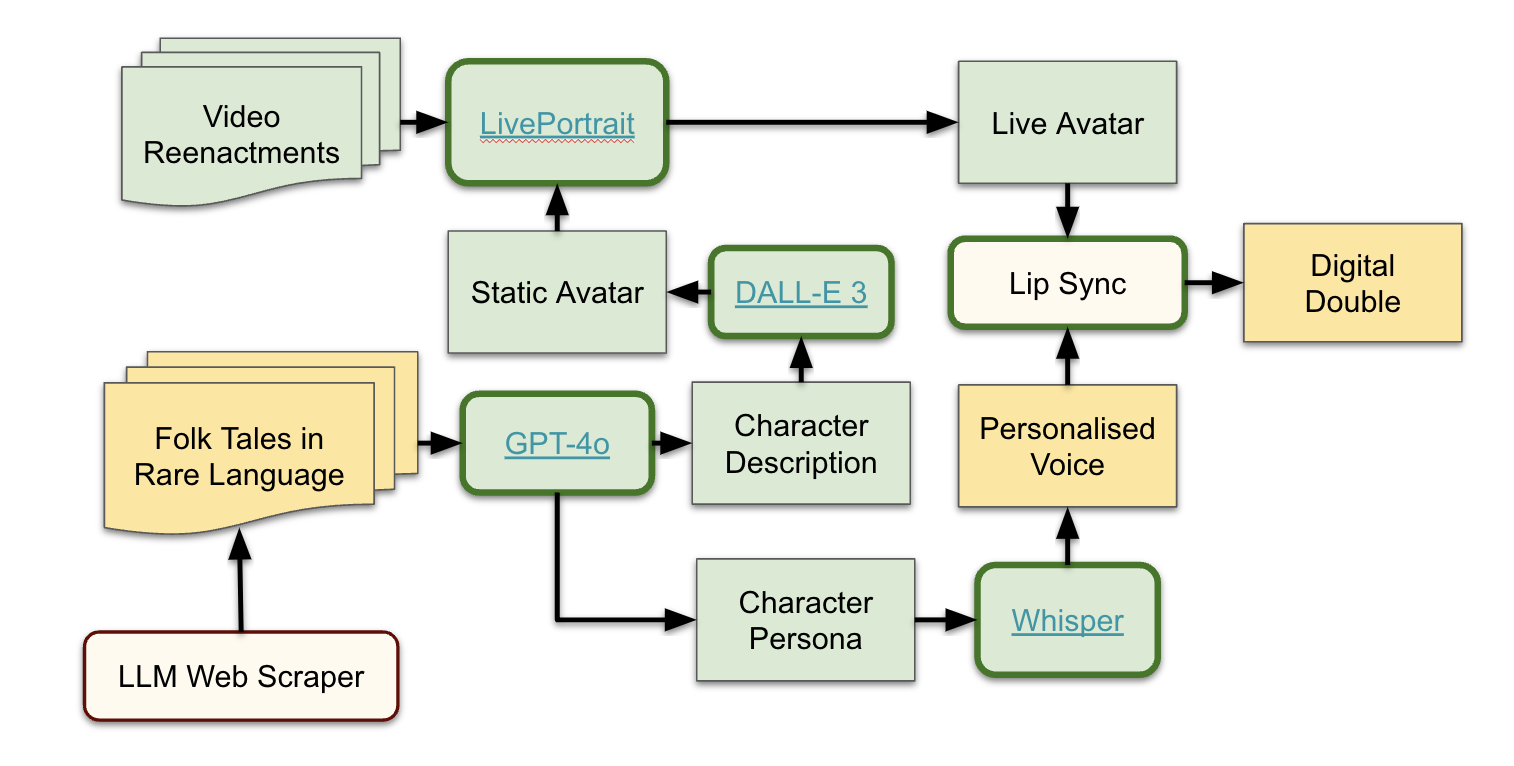 Video
Reenactments
LivePortrait
Live Avatar
Static Avatar
DALL-E 3
Lip Sync
Digital
Double
Folk Tales in
Rare Language
GPT-4o
Character
Description
Personalised
Voice
Character
Persona
Whisper
LLM Web Scraper